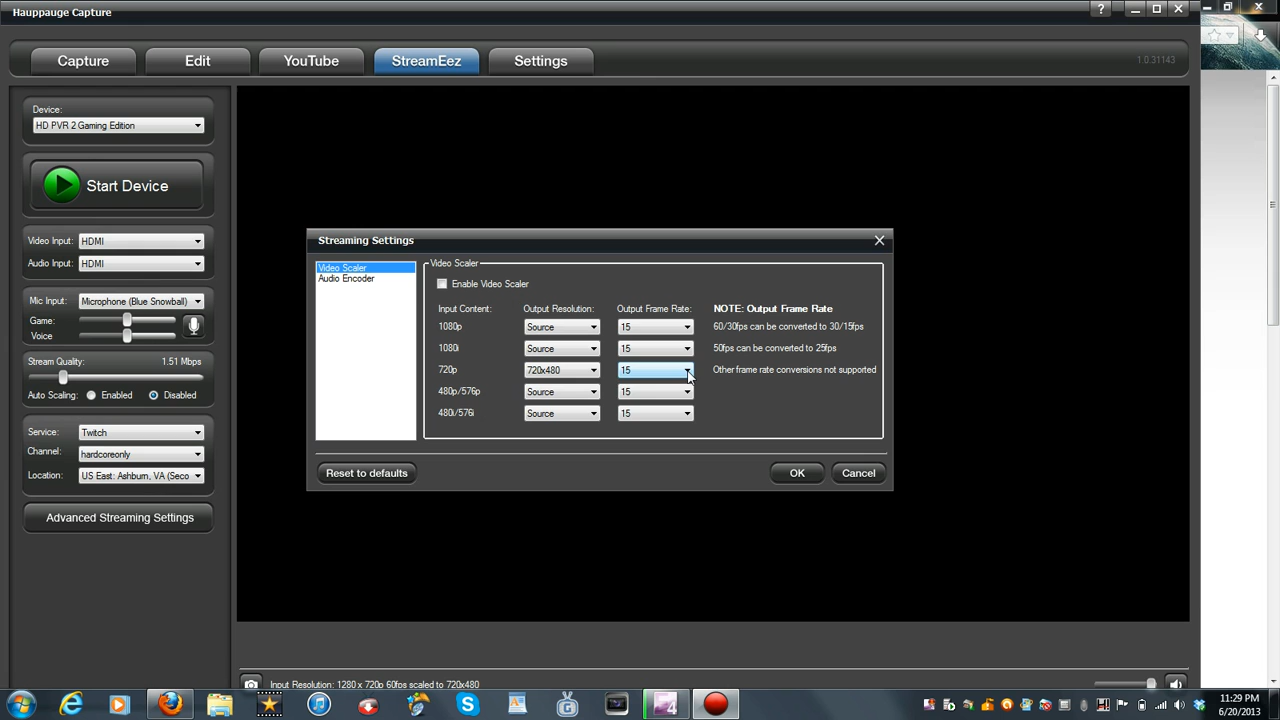 Hauppauge Capture
?
Capture
Edit
YouTube
StreamEez
Settings
1.0.31143
Device:
HD PVR 2 Gaming Edition
Start Device
Video Input: HDMI
Audio Input: HDMI
Mic Input: Microphone (Blue Snowball)
Game:
Voice
Stream Quality: 1.51 Mbps
Auto Scaling: Enabled Disabled
Service: Twitch
Channel: hardcoreonly
Location: US East: Ashburn, VA (Seco
Advanced Streaming Settings
Streaming Settings
Video Scaler
Audio Encoder
Video Scaler
Enable Video Scaler
Input Content: Output Resolution: Output Frame Rate: NOTE: Output Frame Rate
1080p Source 15 60/30fps can be converted to 30/15fps
1080i Source 15 50fps can be converted to 25fps
720p 720x480 15 Other frame rate conversions not supported
480p/576p Source 15
480i/576i Source 15
Reset to defaults
OK
Cancel
Input Resolution: 1280 x 720p 60fps scaled to 720x480
11:29 PM
6/20/2013